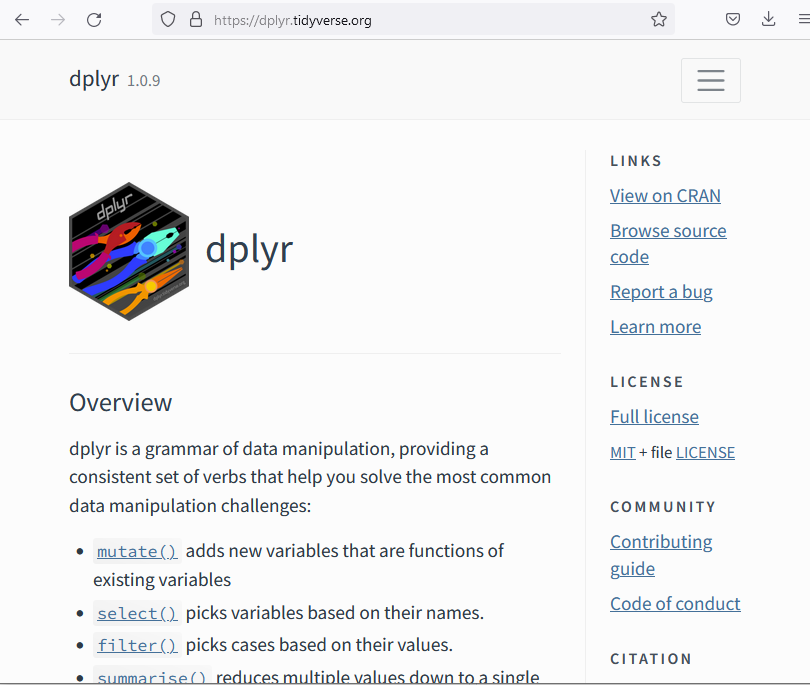 https://dplyr.tidyverse.org
dplyr 1.0.9
dplyr
dplyr
Overview
dplyr is a grammar of data manipulation, providing a
consistent set of verbs that help you solve the most common
data manipulation challenges:
mutate() adds new variables that are functions of
existing variables
select() picks variables based on their names.
filter() picks cases based on their values.
summarise() reduces multiple values down to a single
LINKS
View on CRAN
Browse source
code
Report a bug
Learn more
LICENSE
Full license
MIT + file LICENSE
COMMUNITY
Contributing
guide
Code of conduct
CITATION